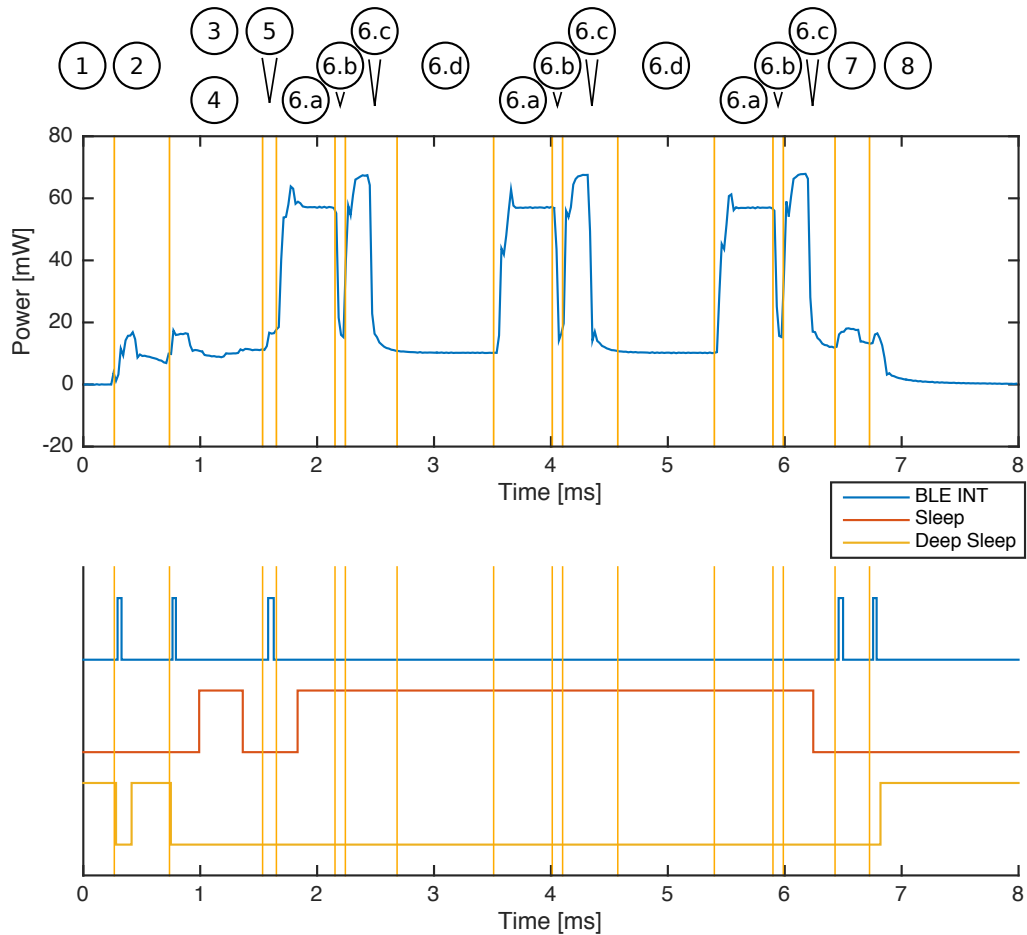 3 5 6.c 6.c 6.c
1 2 6.b 6.d 6.b 6.d 6.b 7 8
4 6.a 6.a 6.a
80
60
40
20
0
-20
Power [mW]
0 1 2 3 4 5 6 7 8
Time [ms]
BLE INT
Sleep
Deep Sleep
0 1 2 3 4 5 6 7 8
Time [ms]